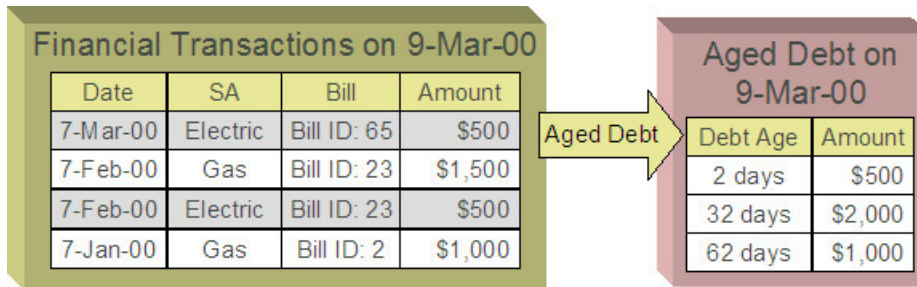 Financial Transactions on 9-Mar-00
Date SA Bill Amount
7-Mar-00 Electric Bill ID: 65 $500
7-Feb-00 Gas Bill ID: 23 $1,500
7-Feb-00 Electric Bill ID: 23 $500
7-Jan-00 Gas Bill ID: 2 $1,000
Aged Debt
Aged Debt on
9-Mar-00
Debt Age Amount
2 days $500
32 days $2,000
62 days $1,000